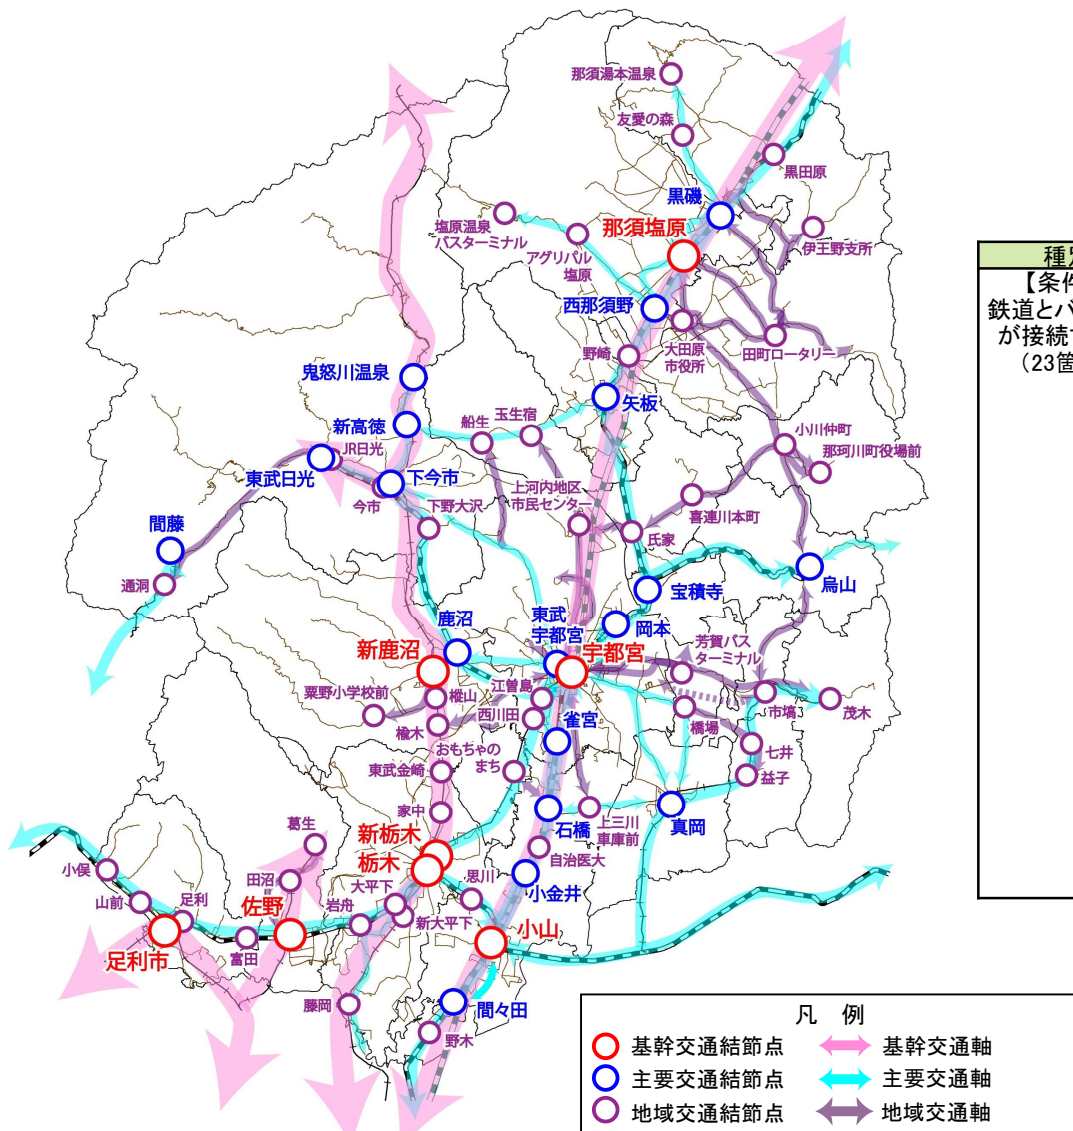 那須湯本温泉
友愛の森
黒田原
黒磯
塩原温泉
バスターミナル
アグリパル
塩原
那須塩原
伊王野支所
西那須野
大田原
市役所
田町ロータリー
野崎
鬼怒川温泉
矢板
新高徳
船生
玉生宿
小川仲町
那珂川町役場前
JR日光
東武日光
下今市
今市
下野大沢
上河内地区
市民センター
喜連川本町
氏家
間藤
通洞
宝積寺
烏山
岡本
鹿沼
東武
宇都宮
宇都宮
芳賀バス
ターミナル
新鹿沼
粟野小学校前
樅山
江曽島
西川田
楡木
市塙
茂木
橋場
雀宮
おもちゃの
まち
七井
益子
東武金崎
家中
石橋
上三川
車庫前
真岡
新栃木
栃木
自治医大
小金井
葛生
田沼
小俣
山前
足利
足利市
富田
佐野
岩舟
大平下
新大平下
思川
小山
藤岡
間々田
野木
種別
【条件
鉄道とバ
が接続
（23箇
凡　例
基幹交通結節点
基幹交通軸
主要交通結節点
主要交通軸
地域交通結節点
地域交通軸